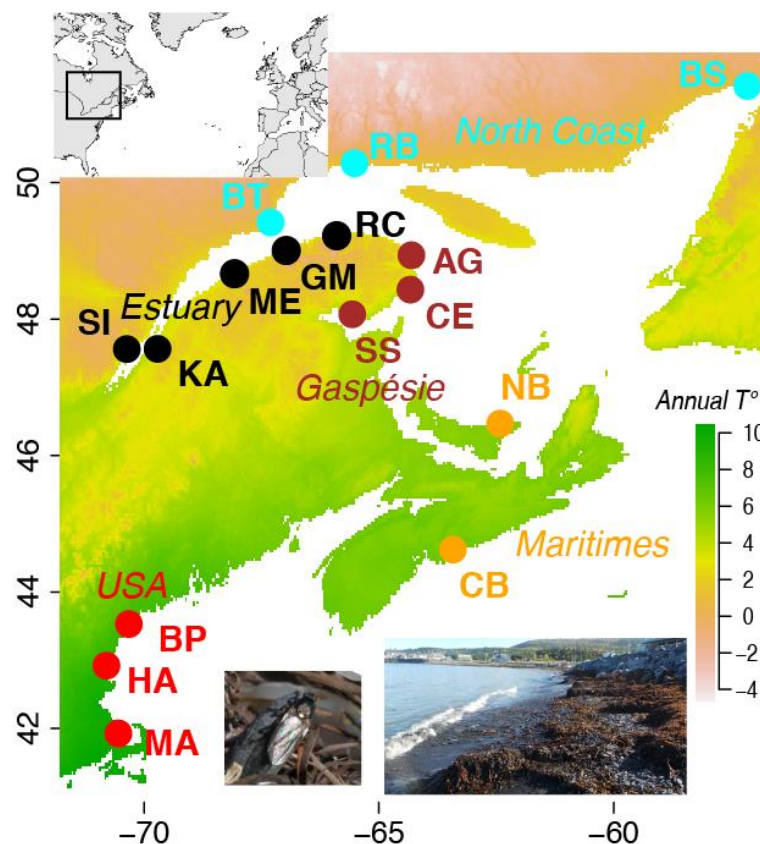 BS
North Coast
RB
50
BT
RC
AG
GM
Estuary
ME
CE
SI
48
SS
KA
Gaspésie
NB
Annual T°
10
8
6
4
2
0
−2
−4
46
Maritimes
44
USA
CB
BP
HA
42
MA
−70
−65
−60